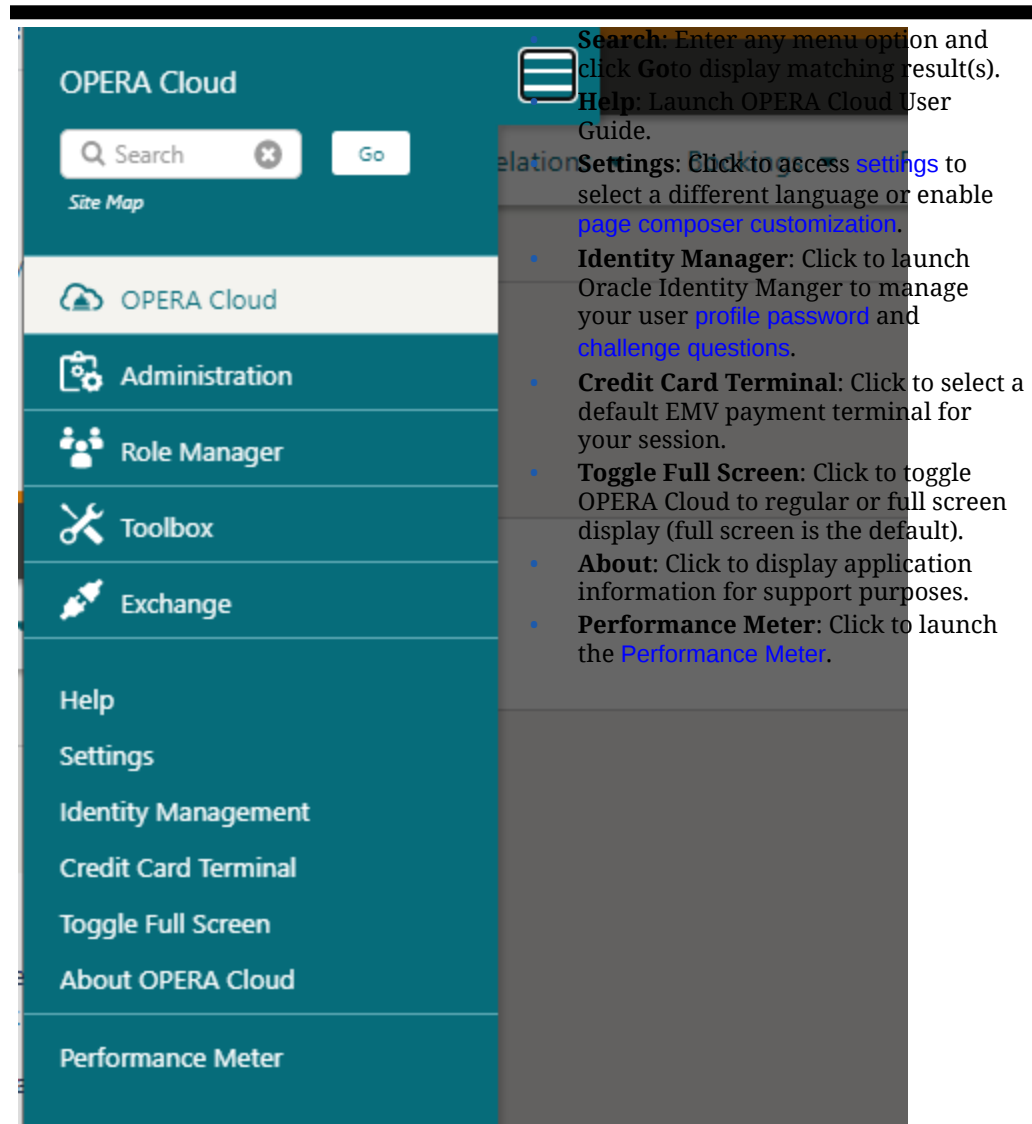 OPERA Cloud
Search
Go
Site Map
OPERA Cloud
Administration
Role Manager
Toolbox
Exchange
Help
Settings
Identity Management
Credit Card Terminal
Toggle Full Screen
About OPERA Cloud
Performance Meter
elations
Bookings
Search: Enter any menu option and
click Goto display matching result(s).
Help: Launch OPERA Cloud User
Guide.
Settings: Click to access settings to
select a different language or enable
page composer customization.
Identity Manager: Click to launch
Oracle Identity Manger to manage
your user profile password and
challenge questions.
Credit Card Terminal: Click to select a
default EMV payment terminal for
your session.
Toggle Full Screen: Click to toggle
OPERA Cloud to regular or full screen
display (full screen is the default).
About: Click to display application
information for support purposes.
Performance Meter: Click to launch
the Performance Meter.